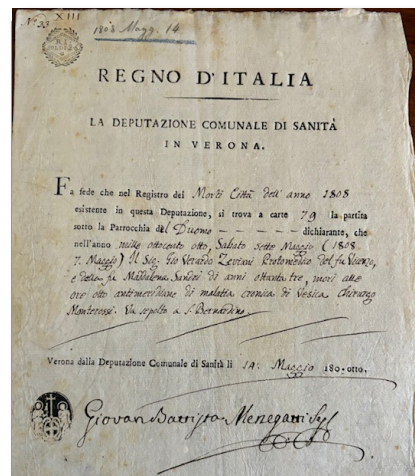 N. 33 XIII
1808 Magg. 14
REGNO D'ITALIA
LA DEPUTAZIONE COMUNALE DI SANITÀ
IN VERONA.
Fa fede che nel Registro dei Morti Città dell'anno 1808
esistente in questa Deputazione, si trova a carte 79 la partita
sotto la Parrocchia del Duomo - - - - - dichiarante, che
nell'anno mille ottocento otto, Sabato sette Maggio (1808.
7. Maggio) Il Sig: Gio Verardo Zeviani Protomedico del fu Vicenzo,
e della fu Maddalena Sandri di anni ottantatre, morì alle
ore otto antimeridiane di malattia cronica di Vesica Chirurgo
Monterossi. Va sepolto a S: Bernardino.
Verona dalla Deputazione Comunale di Sanità li 14. Maggio 180-otto.
Giovan Battista Menegatti